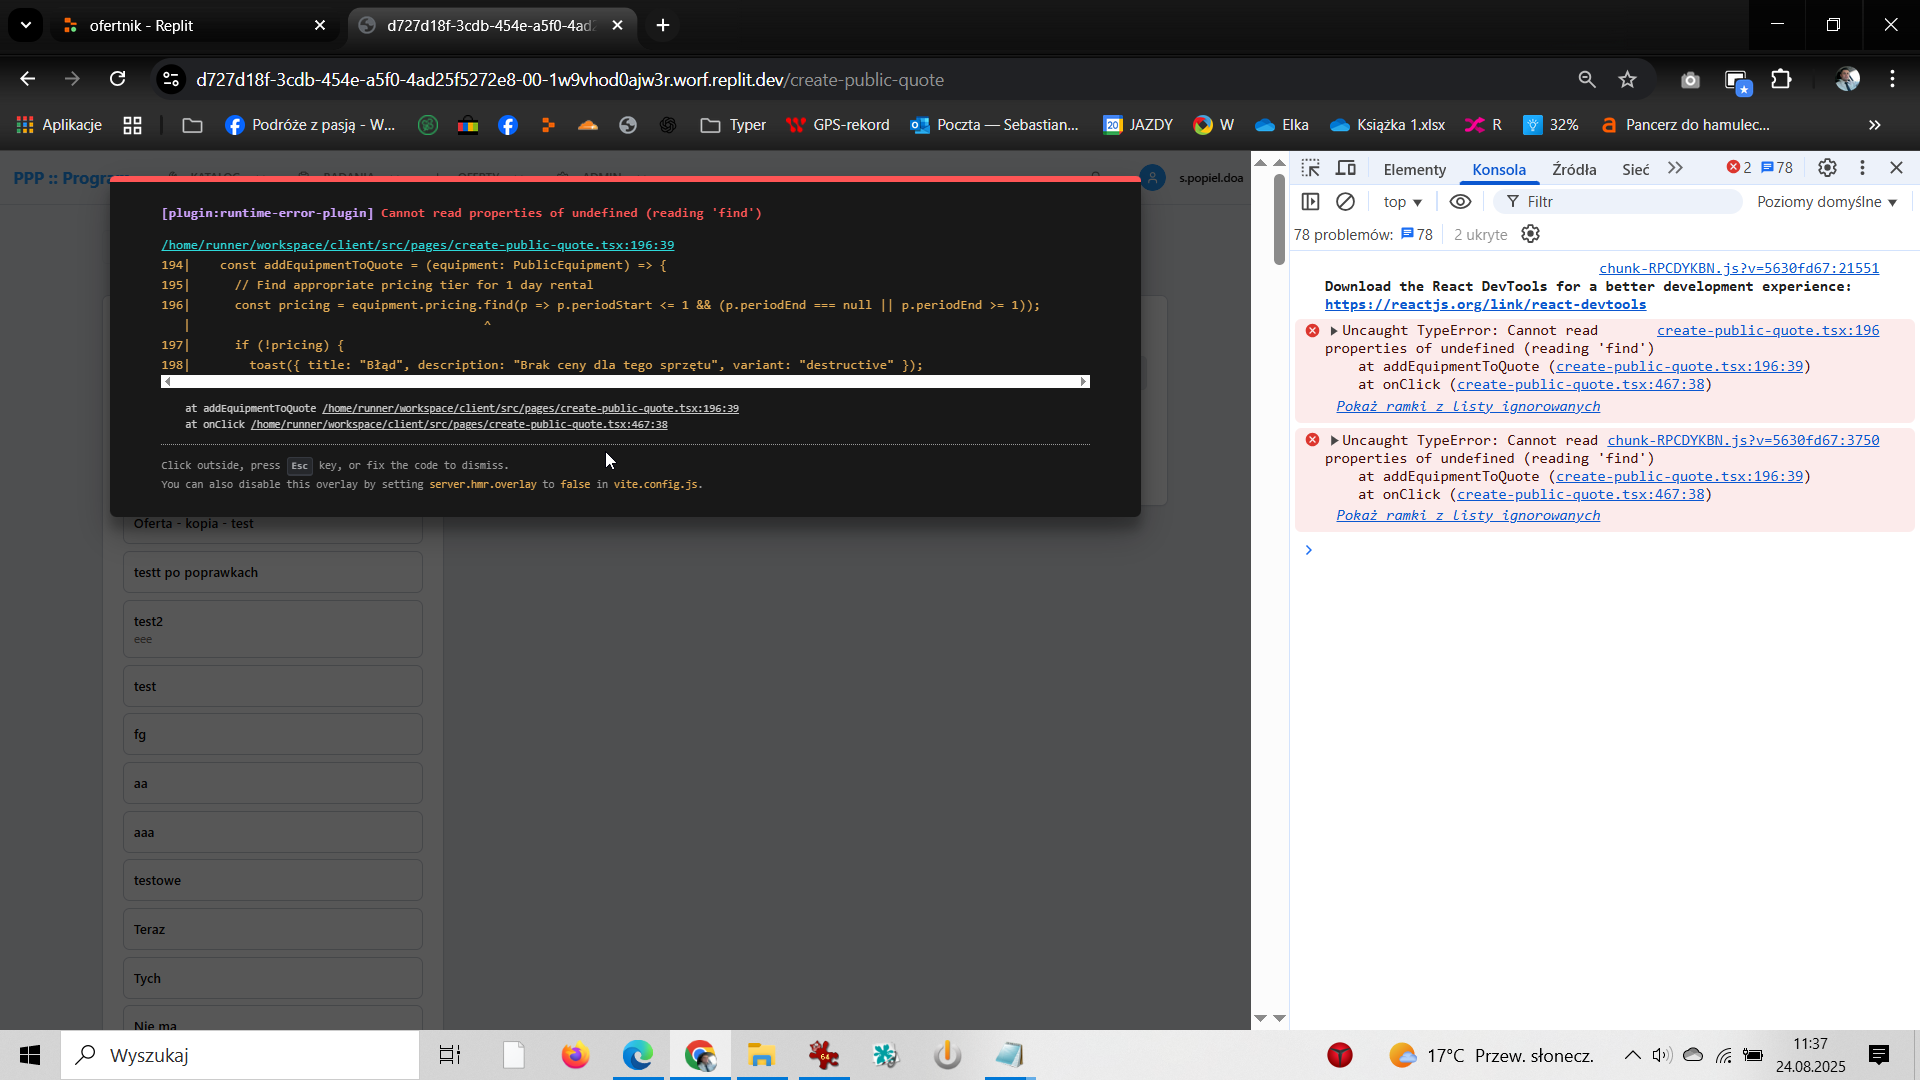 ofertnik - Replit
d727d18f-3cdb-454e-a5f0-4ad2
d727d18f-3cdb-454e-a5f0-4ad25f5272e8-00-1w9vhod0ajw3r.worf.replit.dev/create-public-quote
Aplikacje
Podróże z pasją - W...
Typer
GPS-rekord
Poczta — Sebastian...
20 JAZDY
W
Elka
Książka 1.xlsx
R
32%
Pancerz do hamulec...
PPP :: Progra
s.popiel.doa
[plugin:runtime-error-plugin] Cannot read properties of undefined (reading 'find')
/home/runner/workspace/client/src/pages/create-public-quote.tsx:196:39
194| const addEquipmentToQuote = (equipment: PublicEquipment) => {
195| // Find appropriate pricing tier for 1 day rental
196| const pricing = equipment.pricing.find(p => p.periodStart <= 1 && (p.periodEnd === null || p.periodEnd >= 1));
| ^
197| if (!pricing) {
198| toast({ title: "Błąd", description: "Brak ceny dla tego sprzętu", variant: "destructive" });
at addEquipmentToQuote /home/runner/workspace/client/src/pages/create-public-quote.tsx:196:39
at onClick /home/runner/workspace/client/src/pages/create-public-quote.tsx:467:38
Click outside, press Esc key, or fix the code to dismiss.
You can also disable this overlay by setting server.hmr.overlay to false in vite.config.js.
Oferta - kopia - test
testt po poprawkach
test2
eee
test
fg
aa
aaa
testowe
Teraz
Tych
Nie ma
Elementy
Konsola
Źródła
Sieć
2
78
top
Filtr
Poziomy domyślne
78 problemów: 78
2 ukryte
chunk-RPCDYKBN.js?v=5630fd67:21551
Download the React DevTools for a better development experience:
https://reactjs.org/link/react-devtools
Uncaught TypeError: Cannot read create-public-quote.tsx:196
properties of undefined (reading 'find')
at addEquipmentToQuote (create-public-quote.tsx:196:39)
at onClick (create-public-quote.tsx:467:38)
Pokaż ramki z listy ignorowanych
Uncaught TypeError: Cannot read chunk-RPCDYKBN.js?v=5630fd67:3750
properties of undefined (reading 'find')
at addEquipmentToQuote (create-public-quote.tsx:196:39)
at onClick (create-public-quote.tsx:467:38)
Pokaż ramki z listy ignorowanych
Wyszukaj
64
17°C Przew. słonecz.
11:37
24.08.2025